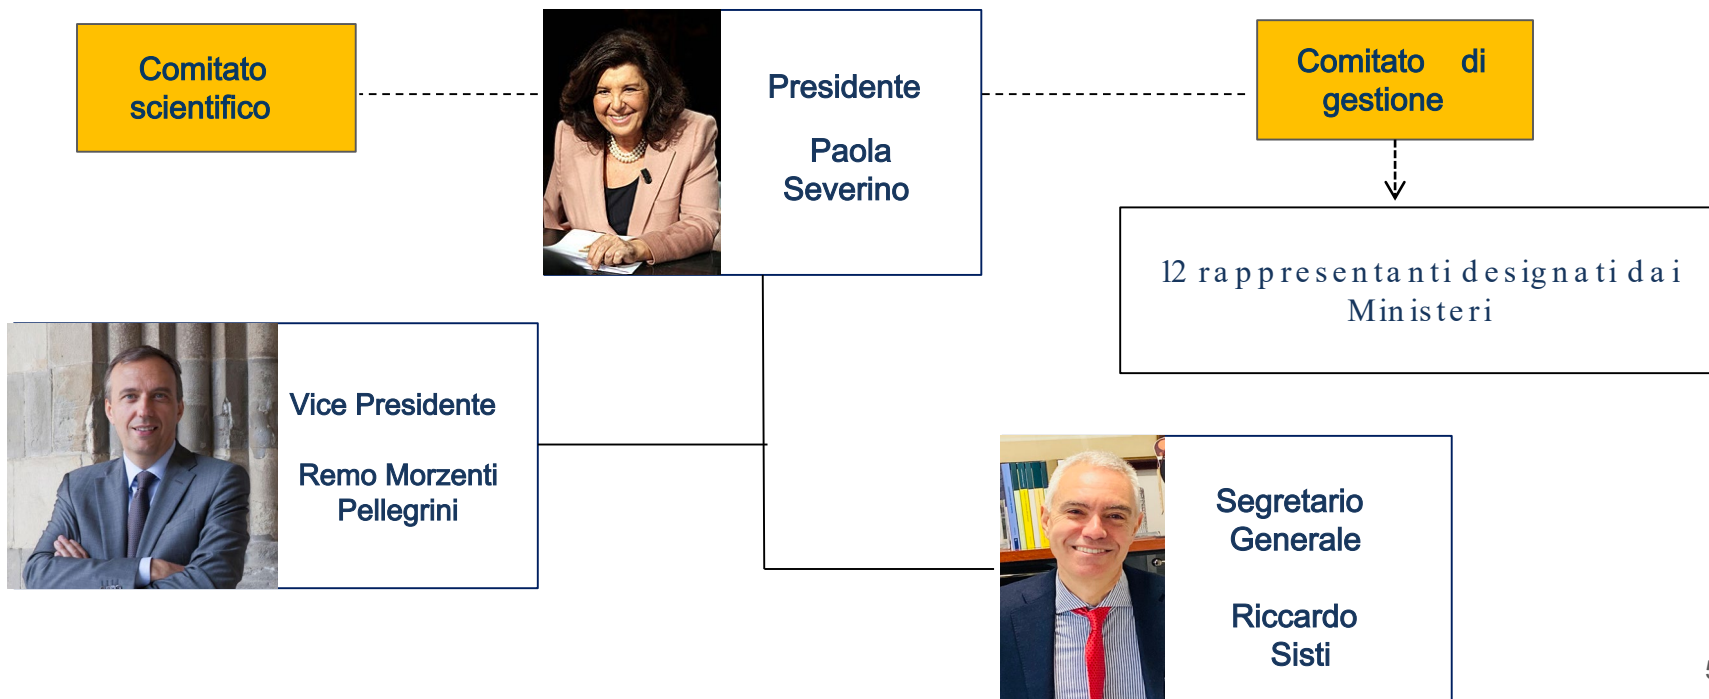 Comitato
scientifico
Presidente
Paola
Severino
Comitato di
gestione
12 rappresentanti designati dai
Ministeri
Vice Presidente
Remo Morzenti
Pellegrini
Segretario
Generale
Riccardo
Sisti
5